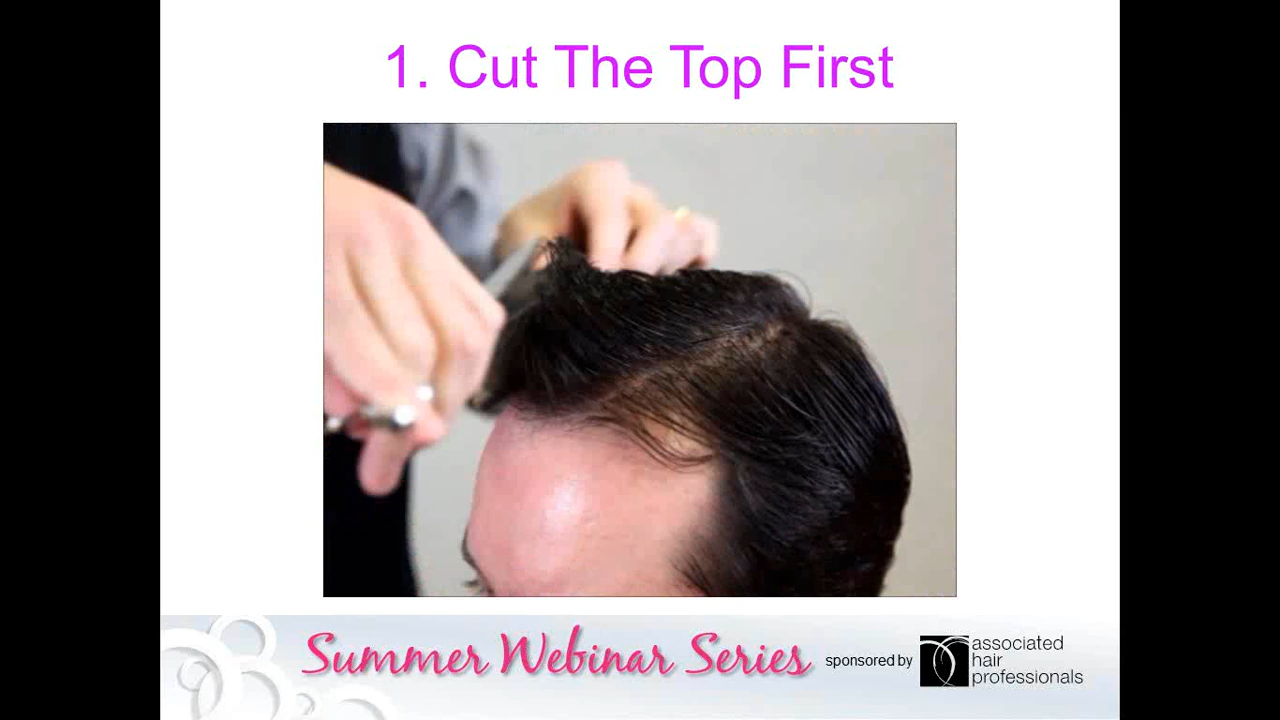 1. Cut The Top First
Summer Webinar Series
sponsored by
associated
hair
professionals